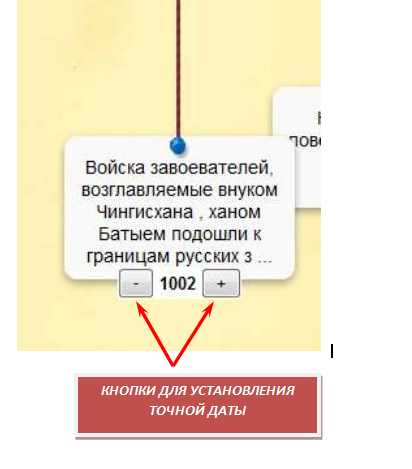 Войска завоевателей,
возглавляемые внуком
Чингисхана , ханом
Батыем подошли к
границам русских з ...
- 1002 +
КНОПКИ ДЛЯ УСТАНОВЛЕНИЯ
ТОЧНОЙ ДАТЫ